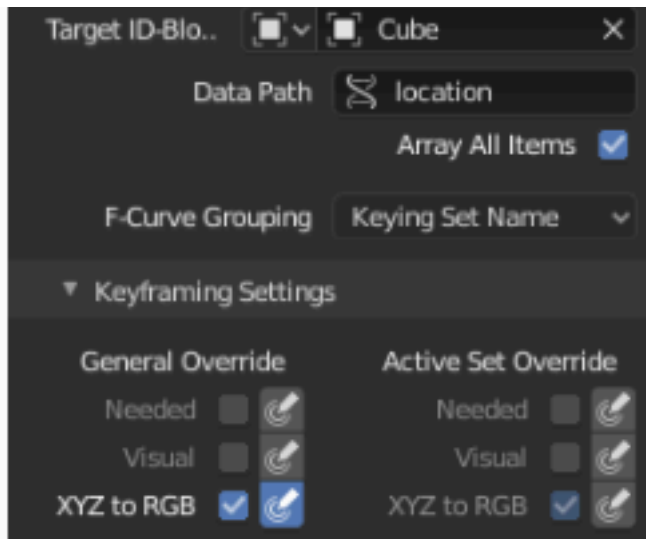 Target ID-Blo.. Cube
Data Path location
Array All Items
F-Curve Grouping Keying Set Name
Keyframing Settings
General Override Active Set Override
Needed Needed
Visual Visual
XYZ to RGB XYZ to RGB